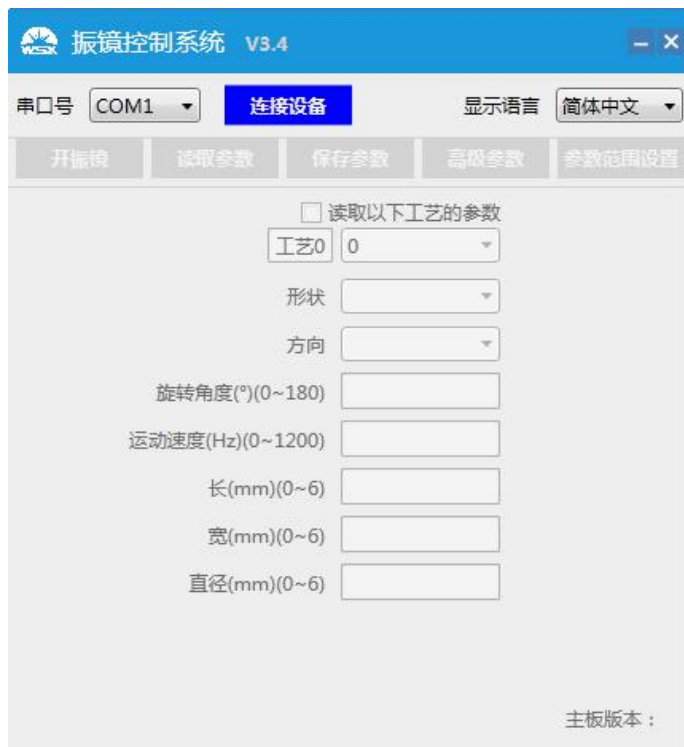 振镜控制系统 V3.4
串口号 COM1 连接设备 显示语言 简体中文
开振镜 读取参数 保存参数 高级参数 参数范围设置
读取以下工艺的参数
工艺0 0
形状
方向
旋转角度(°)(0~180)
运动速度(Hz)(0~1200)
长(mm)(0~6)
宽(mm)(0~6)
直径(mm)(0~6)
主板版本：